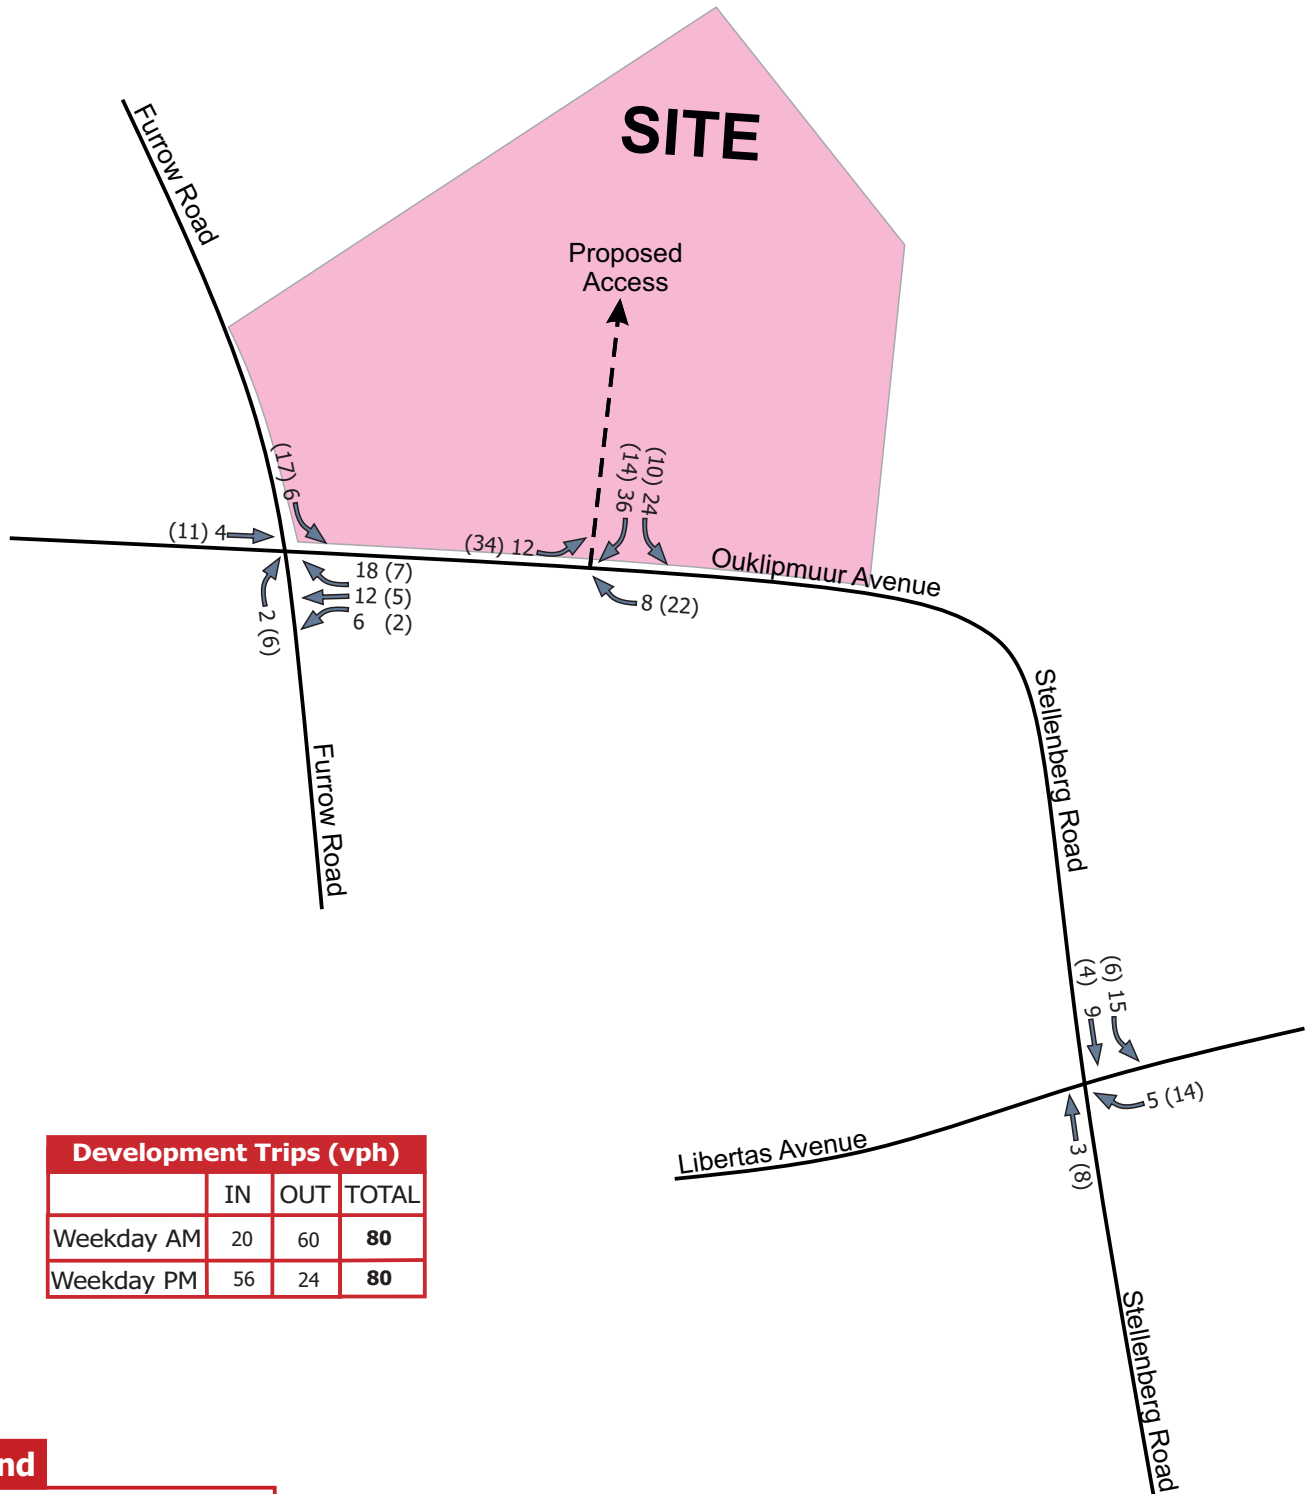 SITE
Furrow Road
Proposed
Access
(17) 6
(14) 36
(10) 24
(11) 4
(34) 12
Ouklipmuur Avenue
18 (7)
12 (5)
6 (2)
2 (6)
8 (22)
Stellenberg Road
Furrow Road
(4) 9
(6) 15
5 (14)
3 (8)
Libertas Avenue
Development Trips (vph)
IN OUT TOTAL
Weekday AM 20 60 80
Weekday PM 56 24 80
Stellenberg Road
nd